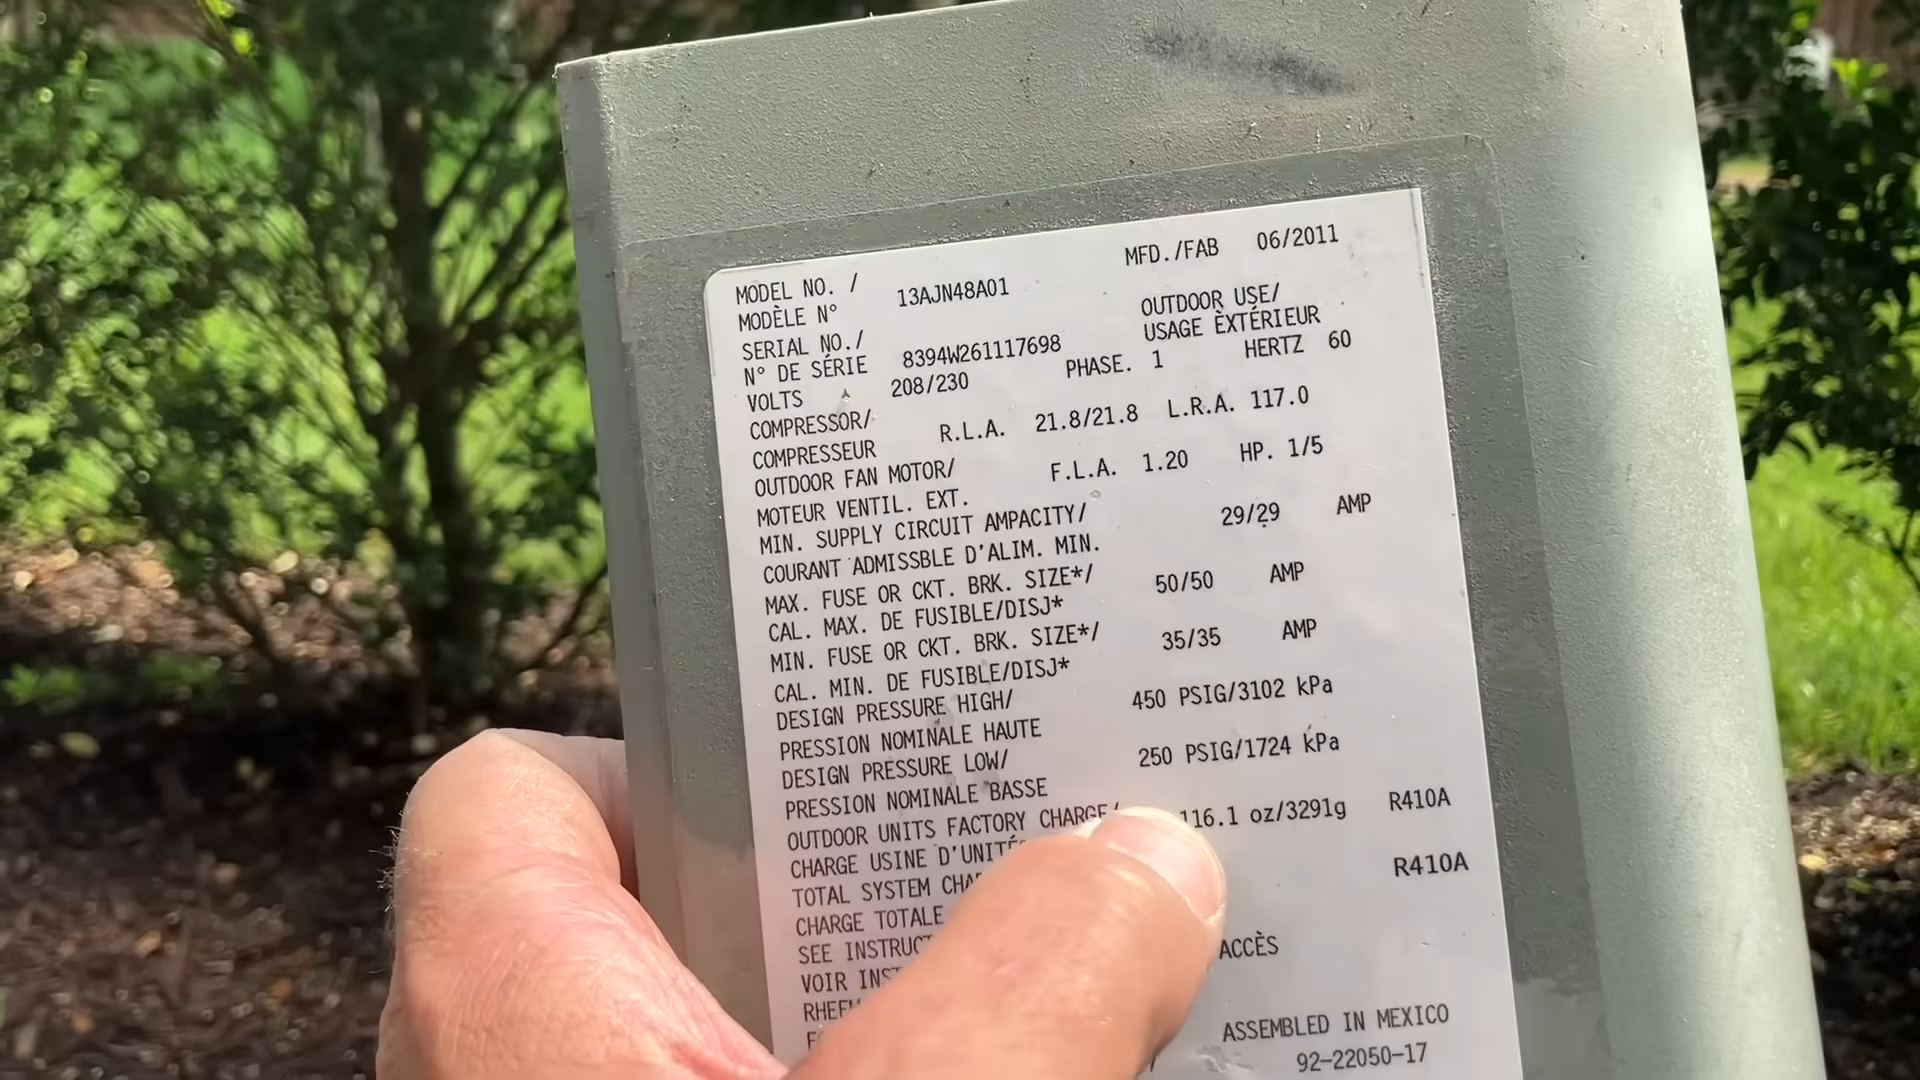 MFD./FAB 06/2011
MODEL NO. / 13AJN48A01
MODÈLE N°
OUTDOOR USE/
USAGE ÈXTÉRIEUR
SERIAL NO./
N° DE SÉRIE 8394W261117698
VOLTS 208/230 PHASE. 1 HERTZ 60
COMPRESSOR/
COMPRESSEUR R.L.A. 21.8/21.8 L.R.A. 117.0
OUTDOOR FAN MOTOR/
MOTEUR VENTIL. EXT. F.L.A. 1.20 HP. 1/5
MIN. SUPPLY CIRCUIT AMPACITY/ 29/29 AMP
COURANT ADMISSBLE D'ALIM. MIN.
MAX. FUSE OR CKT. BRK. SIZE*/ 50/50 AMP
CAL. MAX. DE FUSIBLE/DISJ*
MIN. FUSE OR CKT. BRK. SIZE*/ 35/35 AMP
CAL. MIN. DE FUSIBLE/DISJ*
DESIGN PRESSURE HIGH/ 450 PSIG/3102 kPa
PRESSION NOMINALE HAUTE
DESIGN PRESSURE LOW/ 250 PSIG/1724 kPa
PRESSION NOMINALE BASSE
OUTDOOR UNITS FACTORY CHARGE/ 116.1 oz/3291g R410A
CHARGE USINE D'UNITÉ
TOTAL SYSTEM R410A
CHARGE TOTALE
SEE
VOIR ACCÈS
ASSEMBLED IN MEXICO
92-22050-17